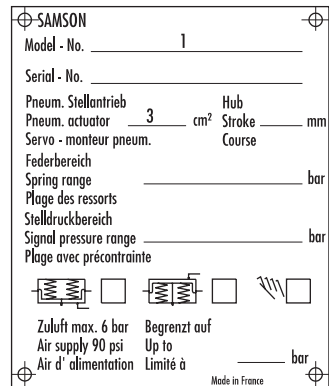 SAMSON
Model - No. 1
Serial - No.
Pneum. Stellantrieb Hub
Pneum. actuator 3 cm² Stroke mm
Servo - monteur pneum. Course
Federbereich
Spring range bar
Plage des ressorts
Stelldruckbereich
Signal pressure range bar
Plage avec précontrainte
Zuluft max. 6 bar Begrenzt auf
Air supply 90 psi Up to
Air d' alimentation Limité à bar
Made in France